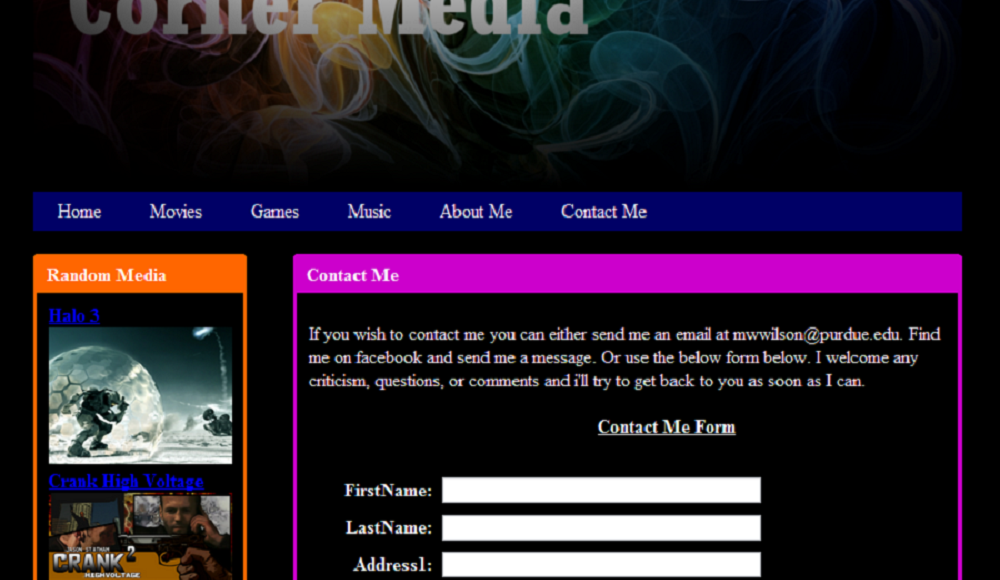 Corner Media
Home Movies Games Music About Me Contact Me
Random Media
Halo 3
Crank High Voltage
JASON STATHAM
CRANK 2
HIGH VOLTAGE
Contact Me
If you wish to contact me you can either send me an email at mwwilson@purdue.edu. Find
me on facebook and send me a message. Or use the below form below. I welcome any
criticism, questions, or comments and i'll try to get back to you as soon as I can.
Contact Me Form
FirstName:
LastName:
Address1: